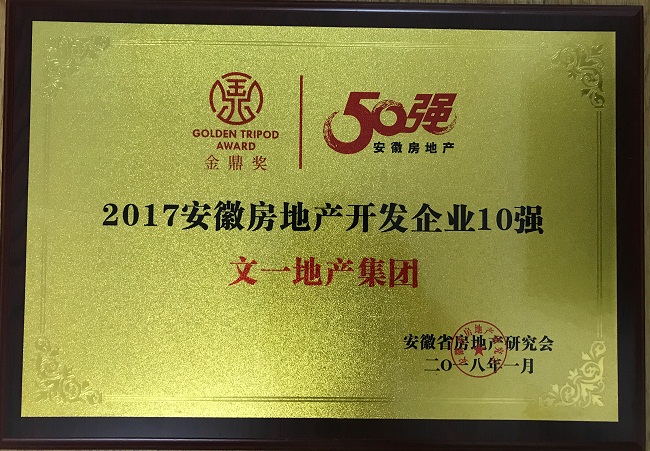 GOLDEN TRIPOD
AWARD
金鼎奖
50强
安徽房地产
2017安徽房地产开发企业10强
文一地产集团
安徽省房地产研究会
二〇一八年一月